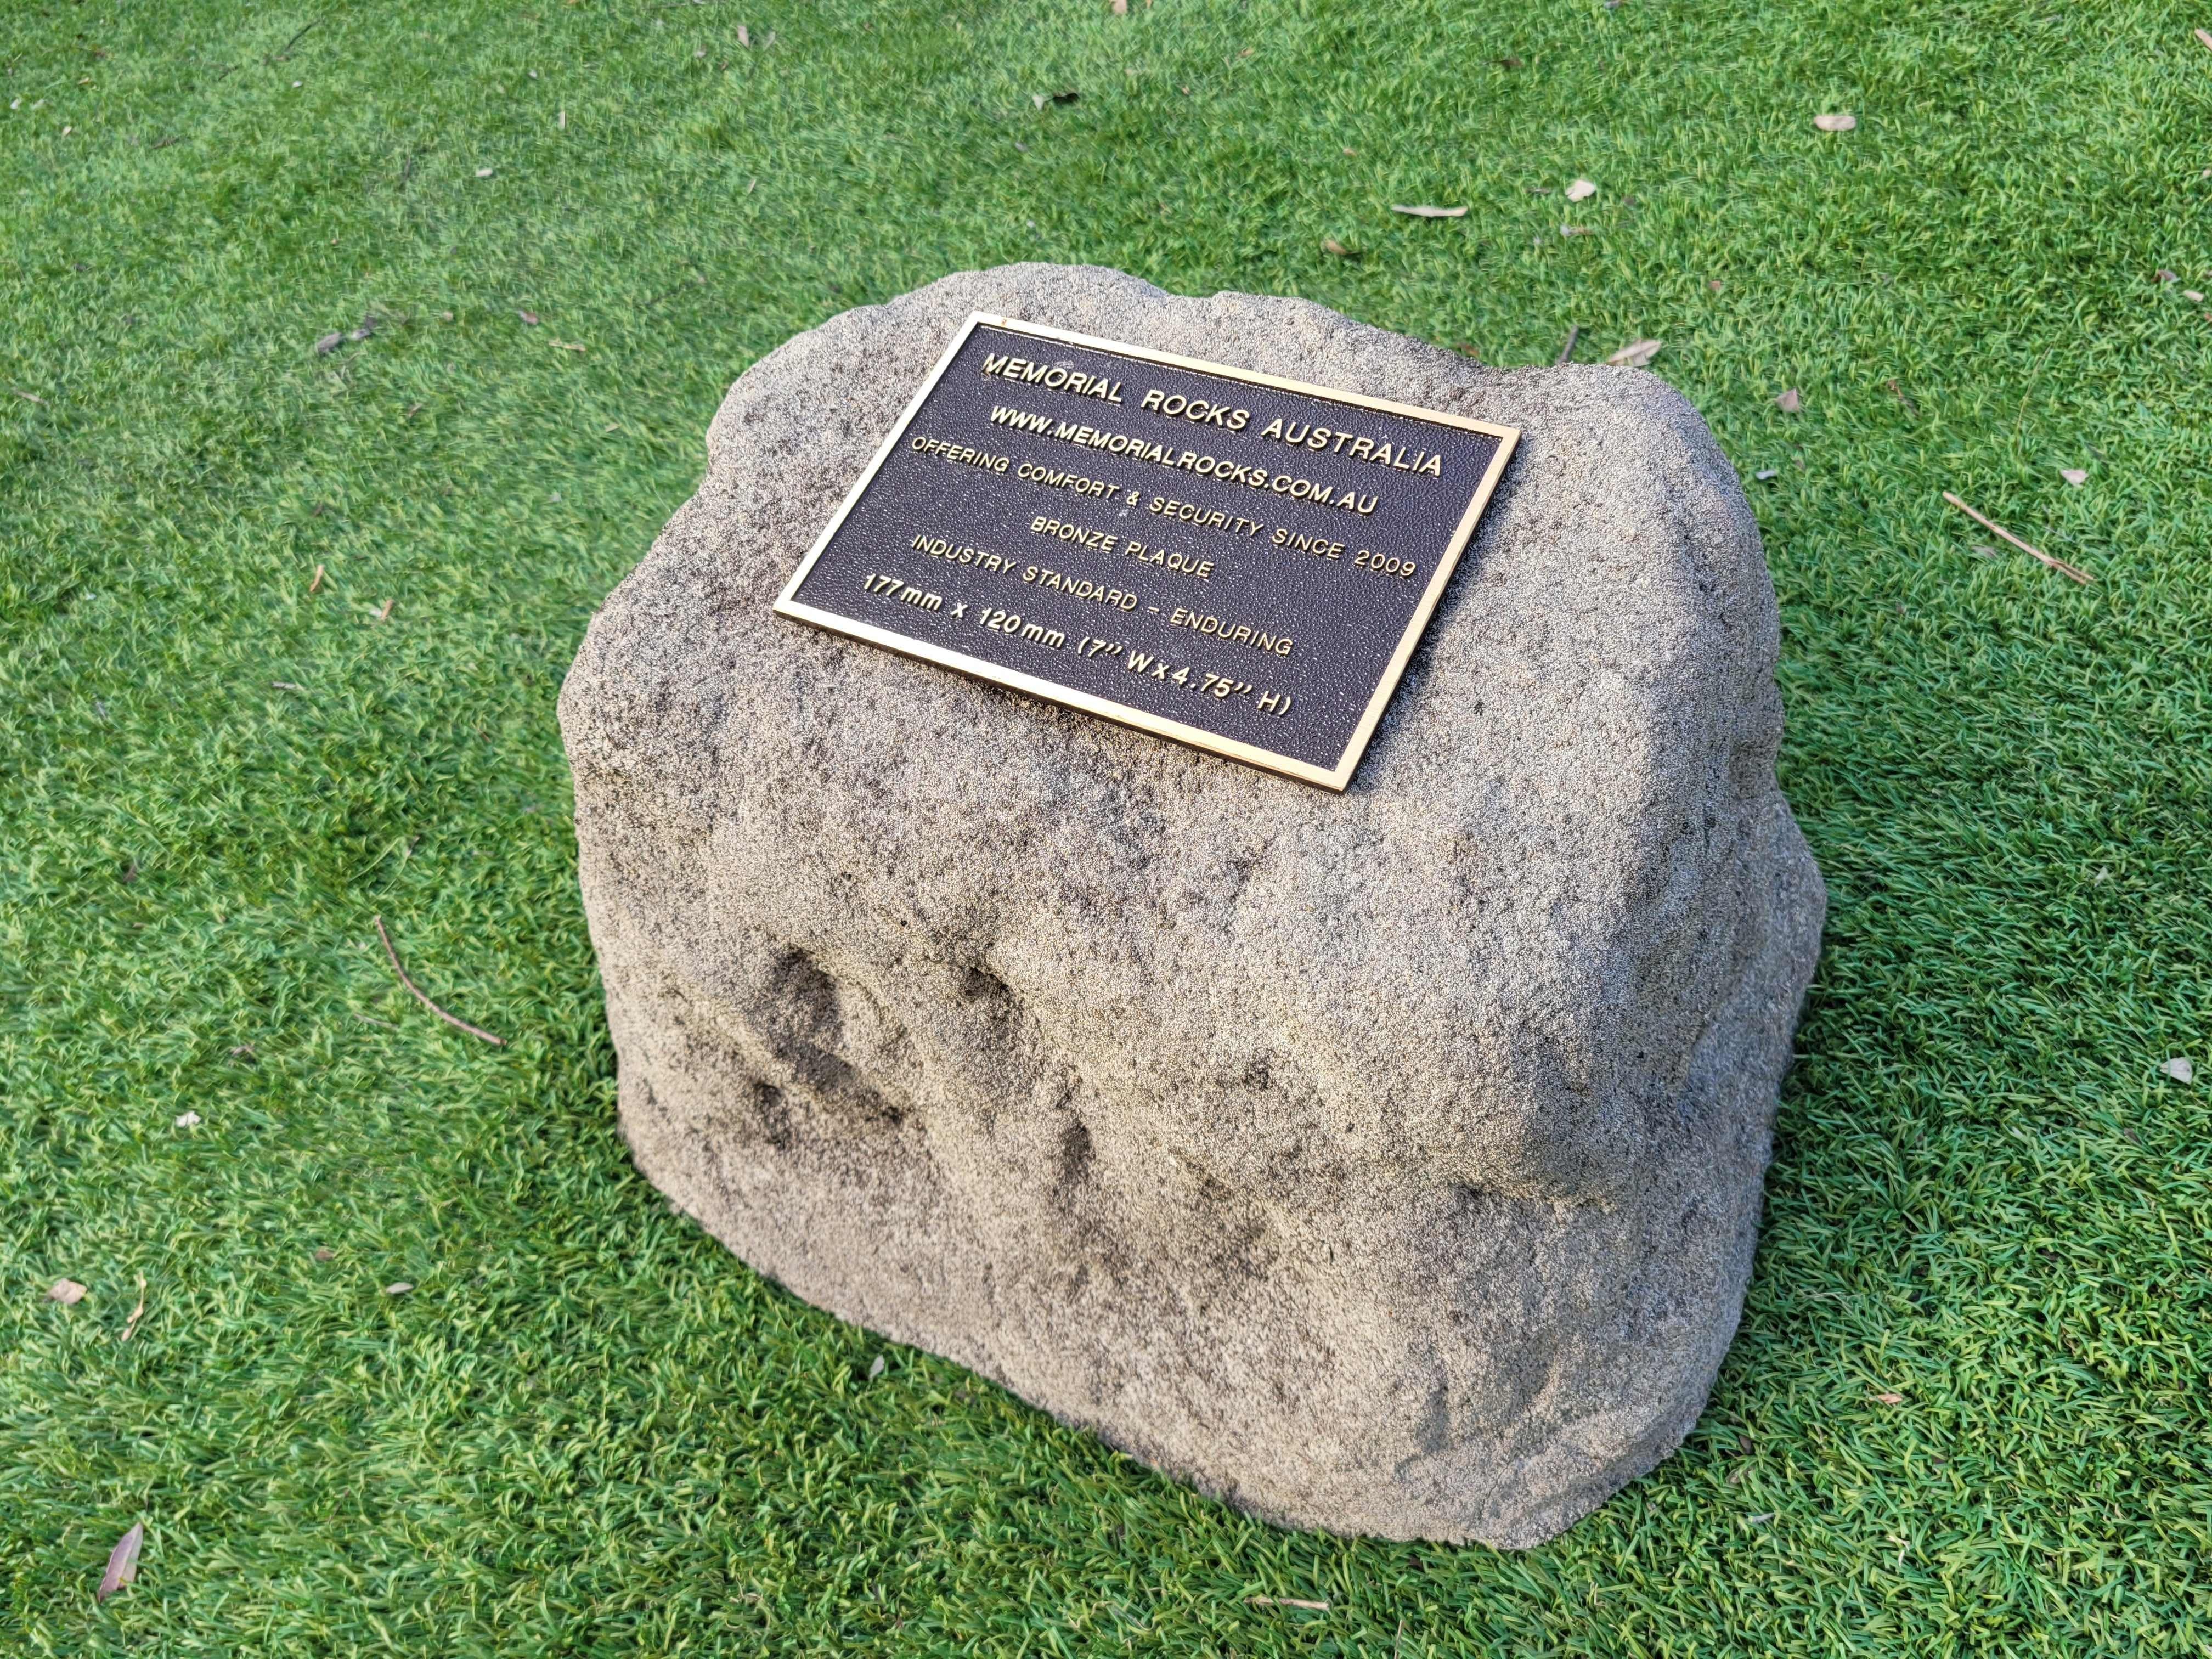 MEMORIAL ROCKS AUSTRALIA
WWW.MEMORIALROCKS.COM.AU
OFFERING COMFORT & SECURITY SINCE 2009
BRONZE PLAQUE
INDUSTRY STANDARD - ENDURING
177mm x 120mm (7" W x 4.75" H)